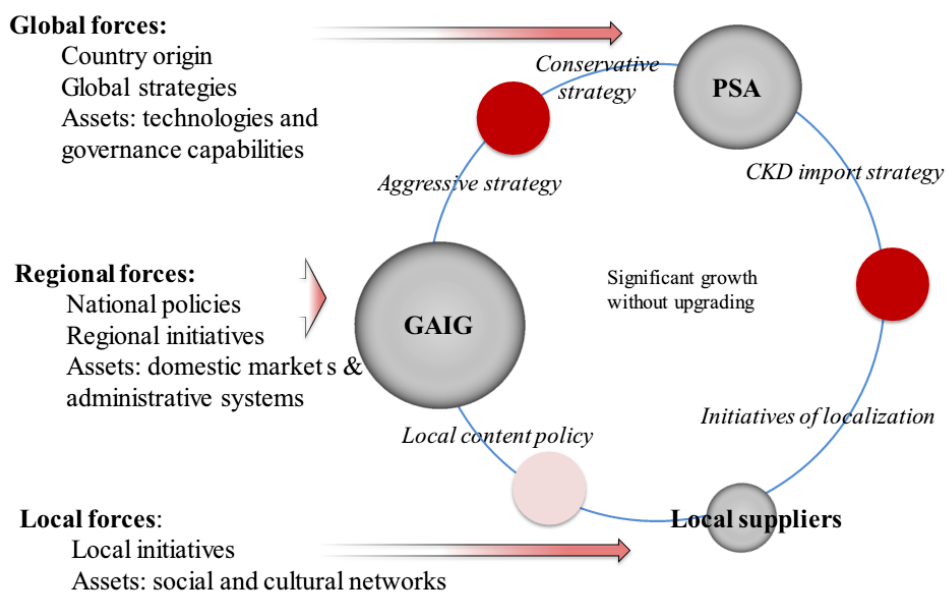 Global forces:
Country origin
Global strategies
Assets: technologies and
governance capabilities
Conservative
strategy
PSA
Aggressive strategy
CKD import strategy
Regional forces:
National policies
Regional initiatives
Assets: domestic markets &
administrative systems
GAIG
Significant growth
without upgrading
Local content policy
Initiatives of localization
Local forces:
Local initiatives
Assets: social and cultural networks
Local suppliers